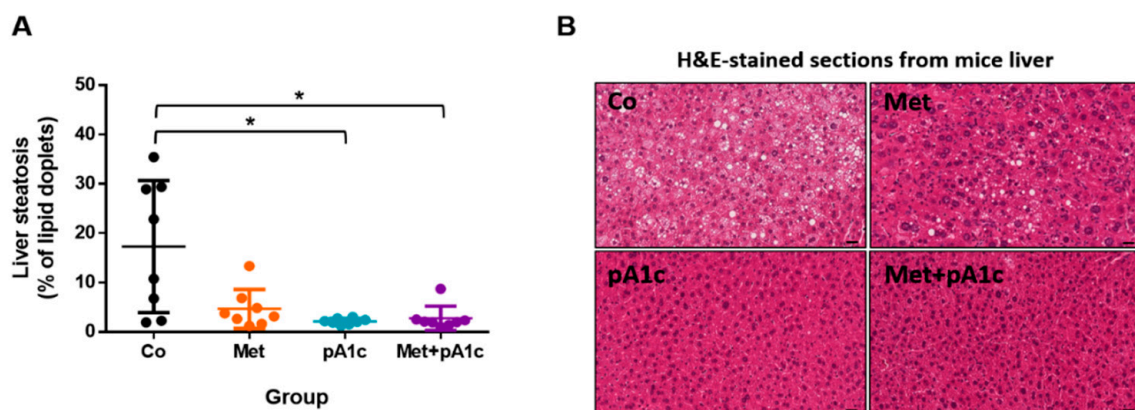 A
Liver steatosis
(% of lipid doplets)
50
40
30
20
10
0
*
*
Co
Met
pA1c
Met+pA1c
Group
B
H&E-stained sections from mice liver
Co
Met
pA1c
Met+pA1c